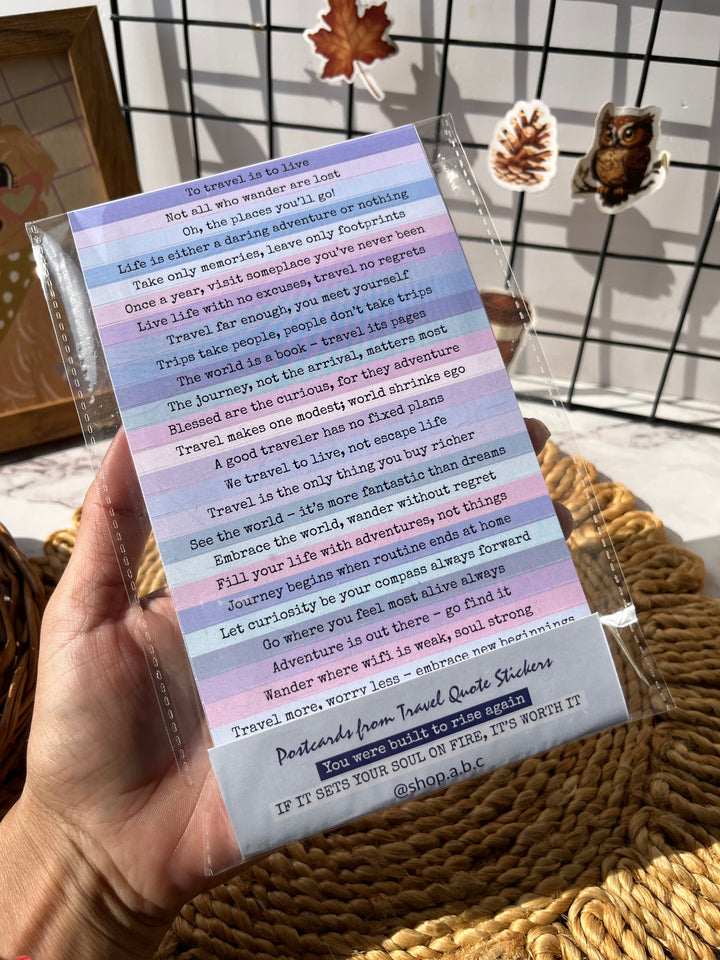 To travel is to live
Not all who wander are lost
Oh, the places you'll go!
Life is either a daring adventure or nothing
Take only memories, leave only footprints
Once a year, visit someplace you've never been
Live life with no excuses, travel no regrets
Travel far enough, you meet yourself
Trips take people, people don't take trips
The world is a book – travel its pages
The journey, not the arrival, matters most
Blessed are the curious, for they adventure
Travel makes one modest; world shrinks ego
A good traveler has no fixed plans
We travel to live, not escape life
Travel is the only thing you buy richer
See the world – it's more fantastic than dreams
Embrace the world, wander without regret
Fill your life with adventures, not things
Journey begins when routine ends at home
Let curiosity be your compass always forward
Go where you feel most alive always
Adventure is out there – go find it
Wander where wifi is weak, soul strong
Travel more, worry less – embrace new beginnings
Postcards from Travel Quote Stickers
You were built to rise again
IF IT SETS YOUR SOUL ON FIRE, IT'S WORTH IT
@shop.a.b.c